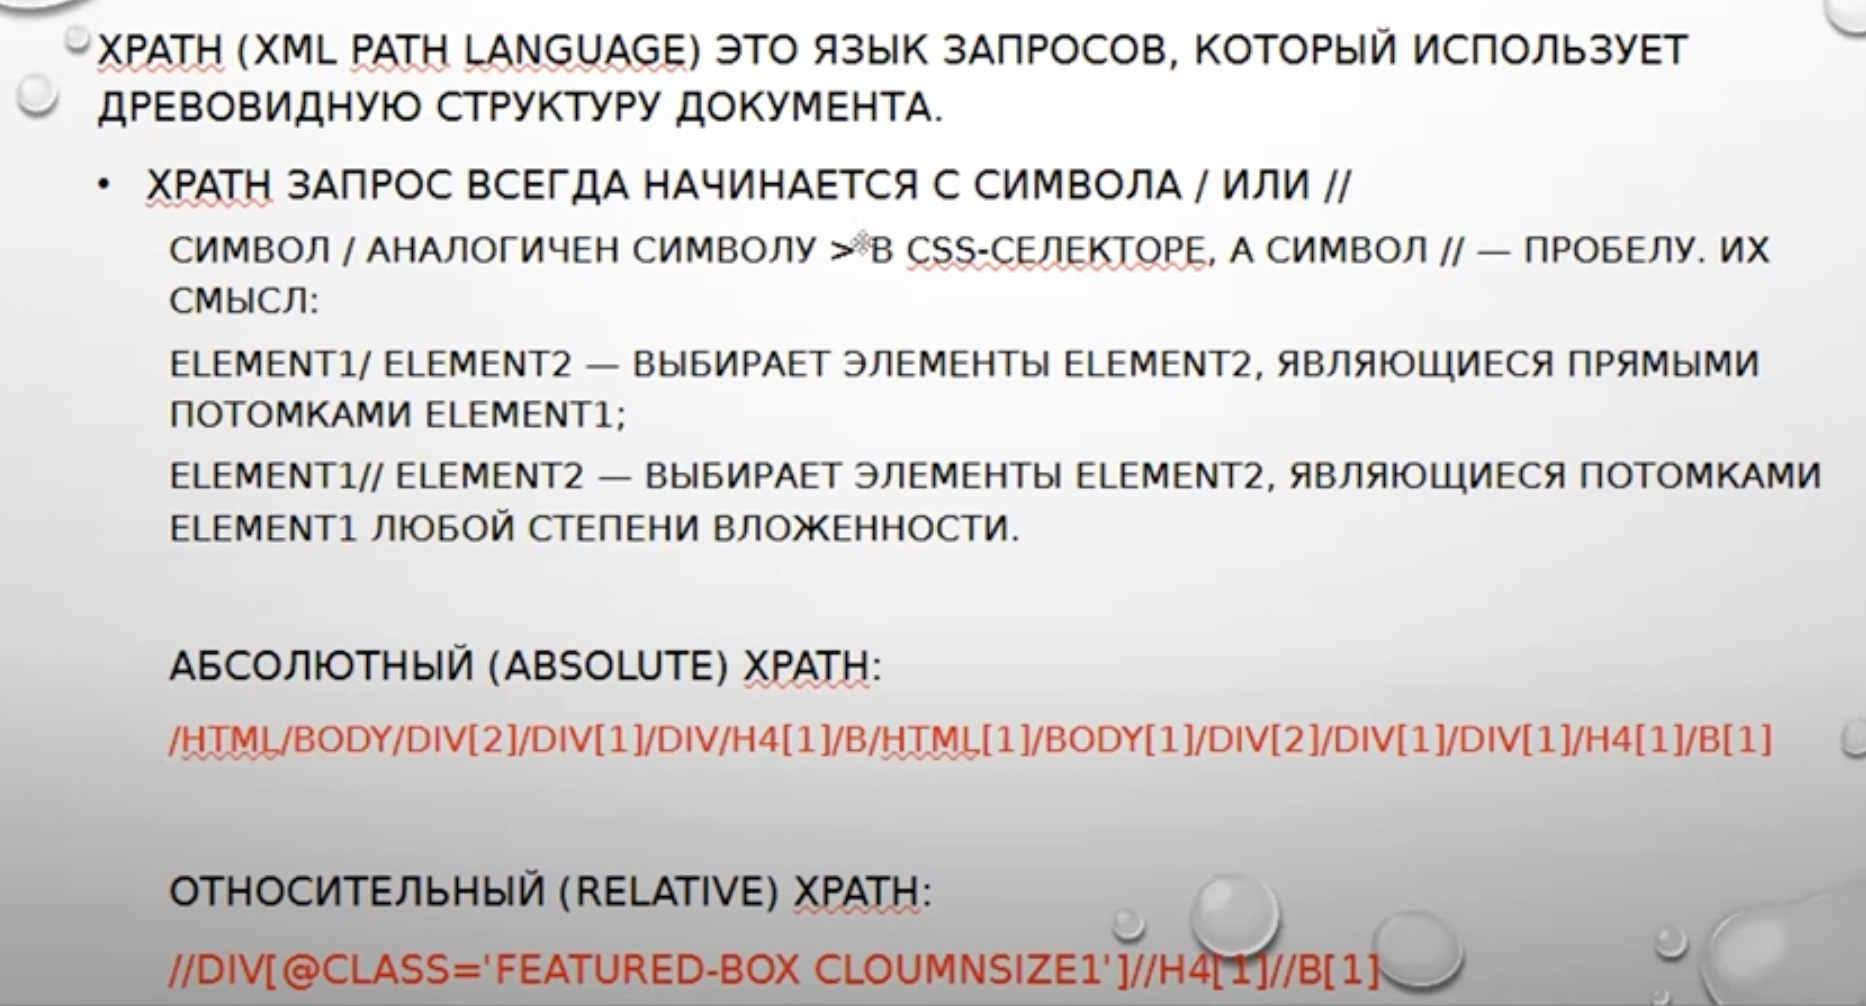 XPATH (XML PATH LANGUAGE) ЭТО ЯЗЫК ЗАПРОСОВ, КОТОРЫЙ ИСПОЛЬЗУЕТ
ДРЕВОВИДНУЮ СТРУКТУРУ ДОКУМЕНТА.
• XPATH ЗАПРОС ВСЕГДА НАЧИНАЕТСЯ С СИМВОЛА / ИЛИ //
СИМВОЛ / АНАЛОГИЧЕН СИМВОЛУ > В CSS-СЕЛЕКТОРЕ, А СИМВОЛ // — ПРОБЕЛУ. ИХ
СМЫСЛ:
ELEMENT1/ ELEMENT2 — ВЫБИРАЕТ ЭЛЕМЕНТЫ ELEMENT2, ЯВЛЯЮЩИЕСЯ ПРЯМЫМИ
ПОТОМКАМИ ELEMENT1;
ELEMENT1// ELEMENT2 — ВЫБИРАЕТ ЭЛЕМЕНТЫ ELEMENT2, ЯВЛЯЮЩИЕСЯ ПОТОМКАМИ
ELEMENT1 ЛЮБОЙ СТЕПЕНИ ВЛОЖЕННОСТИ.
АБСОЛЮТНЫЙ (ABSOLUTE) XPATH:
/HTML/BODY/DIV[2]/DIV[1]/DIV/H4[1]/B/HTML[1]/BODY[1]/DIV[2]/DIV[1]/DIV[1]/H4[1]/B[1]
ОТНОСИТЕЛЬНЫЙ (RELATIVE) XPATH:
//DIV[@CLASS='FEATURED-BOX CLOUMNSIZE1']//H4[1]//B[1]